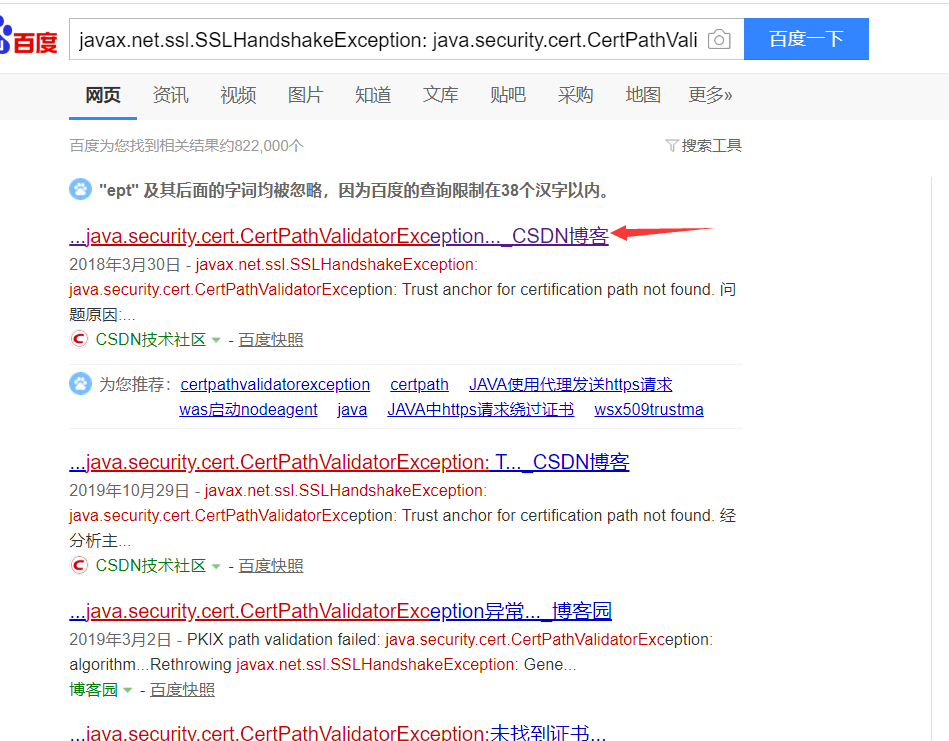 百度
javax.net.ssl.SSLHandshakeException: java.security.cert.CertPathVali
百度一下
网页 资讯 视频 图片 知道 文库 贴吧 采购 地图 更多»
百度为您找到相关结果约822,000个 搜索工具
"ept" 及其后面的字词均被忽略，因为百度的查询限制在38个汉字以内。
...java.security.cert.CertPathValidatorException..._CSDN博客
2018年3月30日 - javax.net.ssl.SSLHandshakeException:
java.security.cert.CertPathValidatorException: Trust anchor for certification path not found. 问
题原因:...
CSDN技术社区 - 百度快照
为您推荐： certpathvalidatorexception certpath JAVA使用代理发送https请求
was启动nodeagent java JAVA中https请求绕过证书 wsx509trustma
...java.security.cert.CertPathValidatorException: T..._CSDN博客
2019年10月29日 - javax.net.ssl.SSLHandshakeException:
java.security.cert.CertPathValidatorException: Trust anchor for certification path not found. 经
分析主...
CSDN技术社区 - 百度快照
...java.security.cert.CertPathValidatorException异常..._博客园
2019年3月2日 - PKIX path validation failed: java.security.cert.CertPathValidatorException:
algorithm...Rethrowing javax.net.ssl.SSLHandshakeException: Gene...
博客园 - 百度快照
...java.security.cert.CertPathValidatorException:未找到证书...